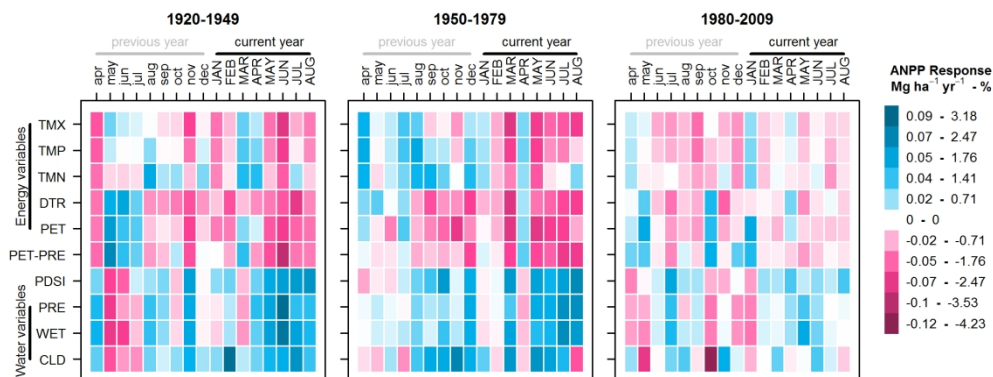 1920-1949
1950-1979
1980-2009
previous year
current year
previous year
current year
previous year
current year
apr may jun jul aug sep oct nov dec JAN FEB MAR APR MAY JUN JUL AUG
apr may jun jul aug sep oct nov dec JAN FEB MAR APR MAY JUN JUL AUG
apr may jun jul aug sep oct nov dec JAN FEB MAR APR MAY JUN JUL AUG
Energy variables
TMX
TMP
TMN
DTR
PET
PET-PRE
PDSI
Water variables
PRE
WET
CLD
ANPP Response
Mg ha⁻¹ yr⁻¹ - %
0.09 - 3.18
0.07 - 2.47
0.05 - 1.76
0.04 - 1.41
0.02 - 0.71
0 - 0
-0.02 - -0.71
-0.05 - -1.76
-0.07 - -2.47
-0.1 - -3.53
-0.12 - -4.23